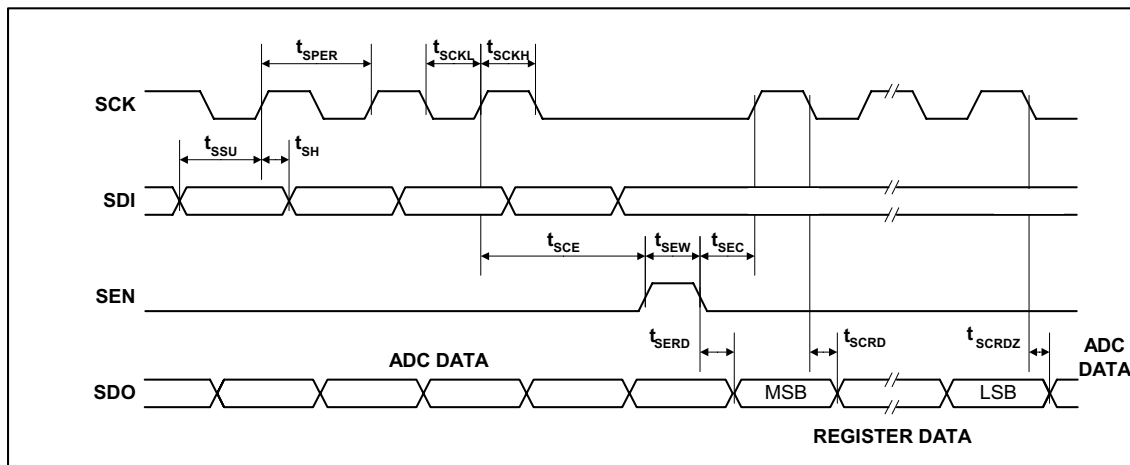 tSPER
tSCKL
tSCKH
SCK
tSSU
tSH
SDI
tSCE
tSEW
tSEC
SEN
tSERD
tSCRD
tSCRDZ
ADC DATA
ADC
DATA
SDO
MSB
LSB
REGISTER DATA